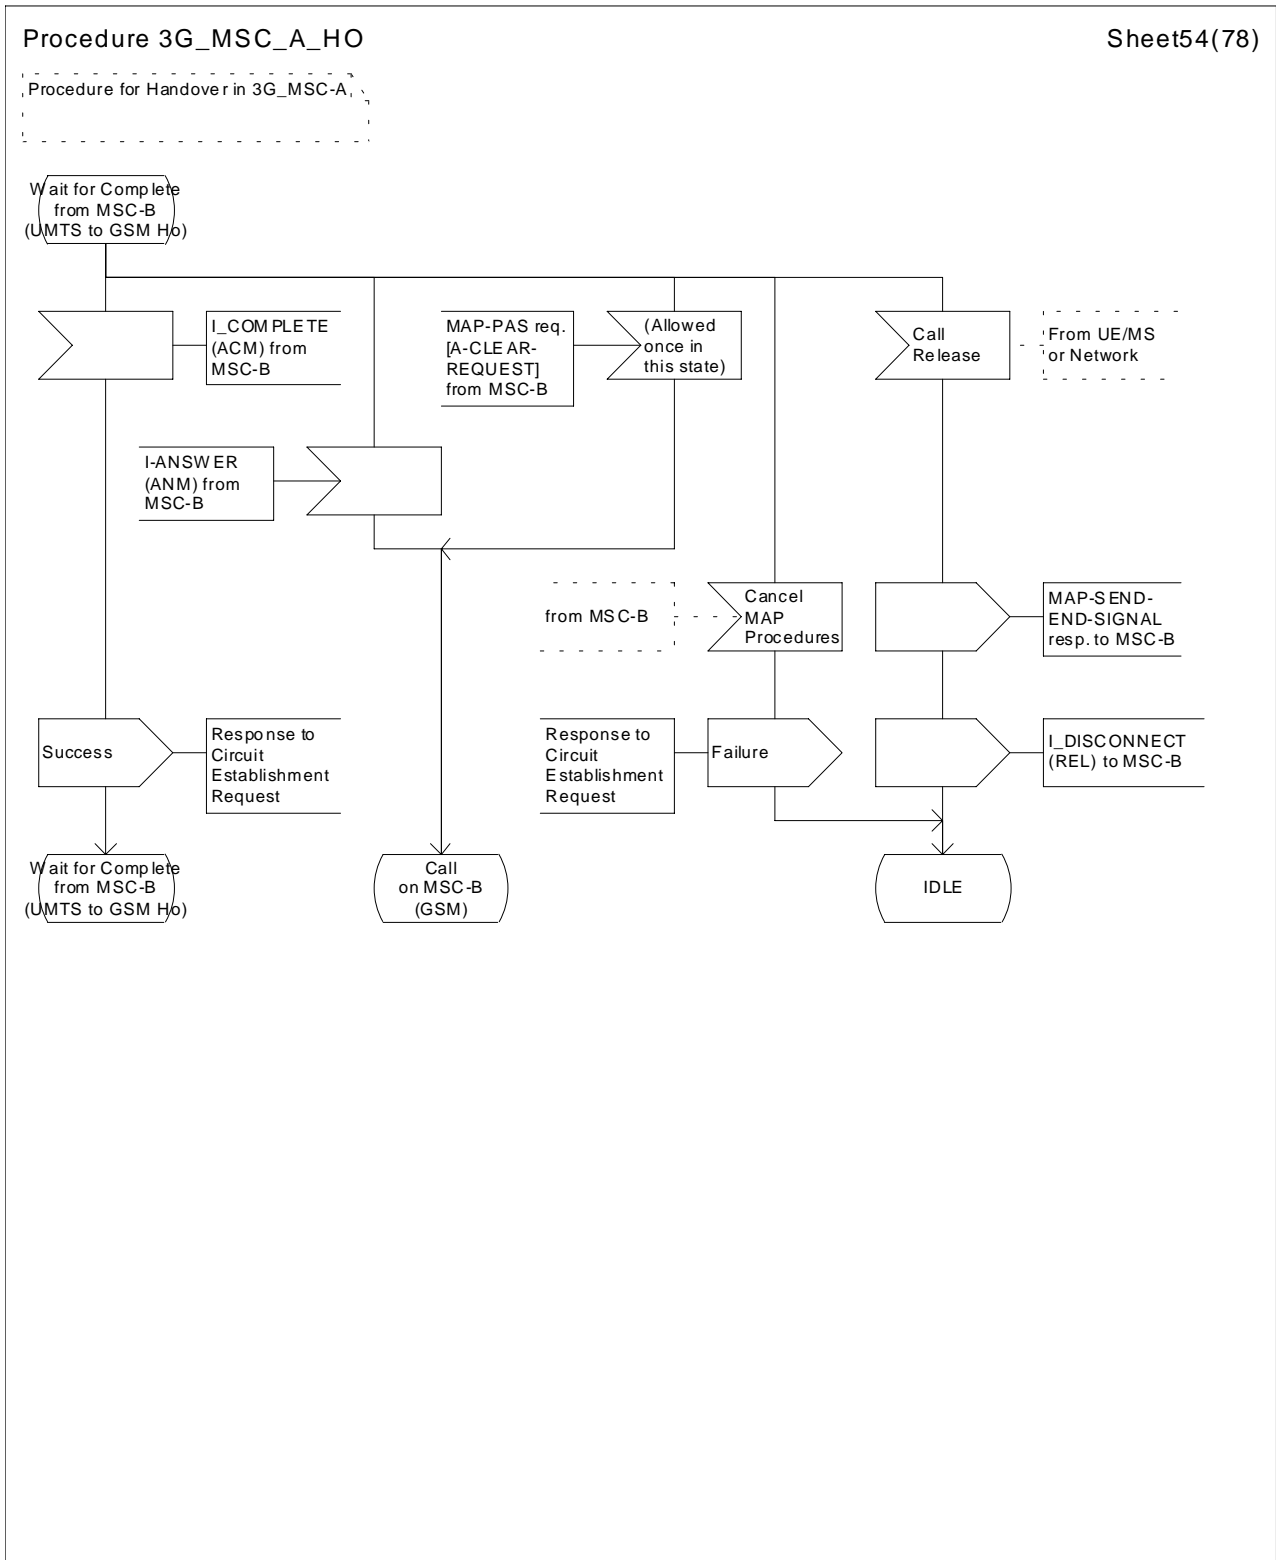 Procedure 3G_MSC_A_HO
Sheet54(78)
Procedure for Handover in 3G_MSC-A
Wait for Complete
from MSC-B
(UMTS to GSM Ho)
I_COMPLETE
(ACM) from
MSC-B
MAP-PAS req.
[A-CLEAR-
REQUEST]
from MSC-B
(Allowed
once in
this state)
Call
Release
From UE/MS
or Network
I-ANSWER
(ANM) from
MSC-B
from MSC-B
Cancel
MAP
Procedures
MAP-SEND-
END-SIGNAL
resp. to MSC-B
Success
Response to
Circuit
Establishment
Request
Response to
Circuit
Establishment
Request
Failure
I_DISCONNECT
(REL) to MSC-B
Wait for Complete
from MSC-B
(UMTS to GSM Ho)
Call
on MSC-B
(GSM)
IDLE